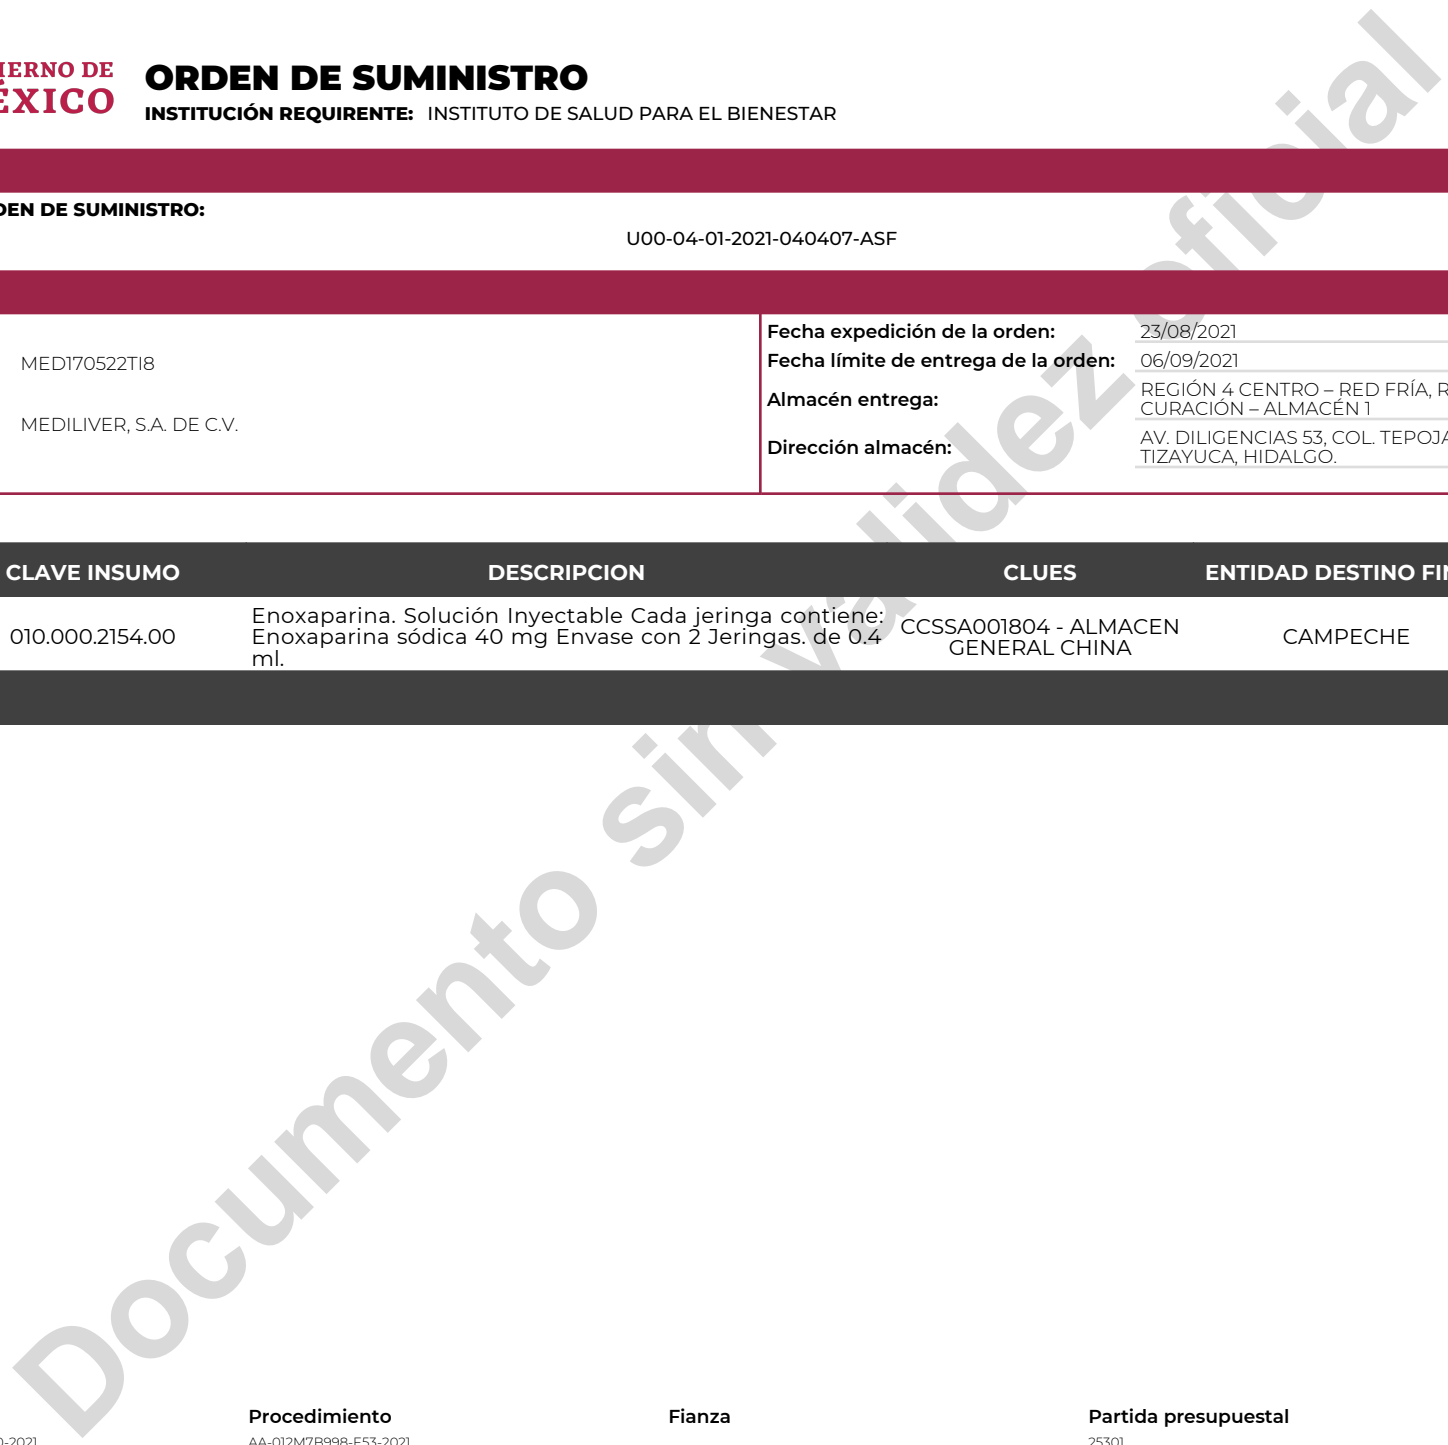 ORDEN DE SUMINISTRO
DE
INSTITUCIÓN REQUIRENTE: INSTITUTO DE SALUD PARA EL BIENESTAR
DE SUMINISTRO:
U00-04-01-2021-040407-ASF
MED170522TI8
MEDILIVER, S.A. DE C.V.
Fecha expedición de la orden: 23/08/2021
Fecha límite de entrega de la orden: 06/09/2021
Almacén entrega:
REGIÓN 4 CENTRO – RED FRÍA,
CURACIÓN – ALMACÉN 1
Dirección almacén:
AV. DILIGENCIAS 53, COL.
TIZAYUCA, HIDALGO.
CLAVE INSUMO DESCRIPCION CLUES ENTIDAD DESTINO
010.000.2154.00
Enoxaparina. Solución Inyectable Cada jeringa contiene:
Enoxaparina sódica 40 mg Envase con 2 Jeringas. de 0.4
ml.
CCSSA001804 - ALMACEN
GENERAL CHINA
CAMPECHE
Documento sin validez oficial
Procedimiento Fianza Partida presupuestal
AA-012M7B998-E53-2021 25301